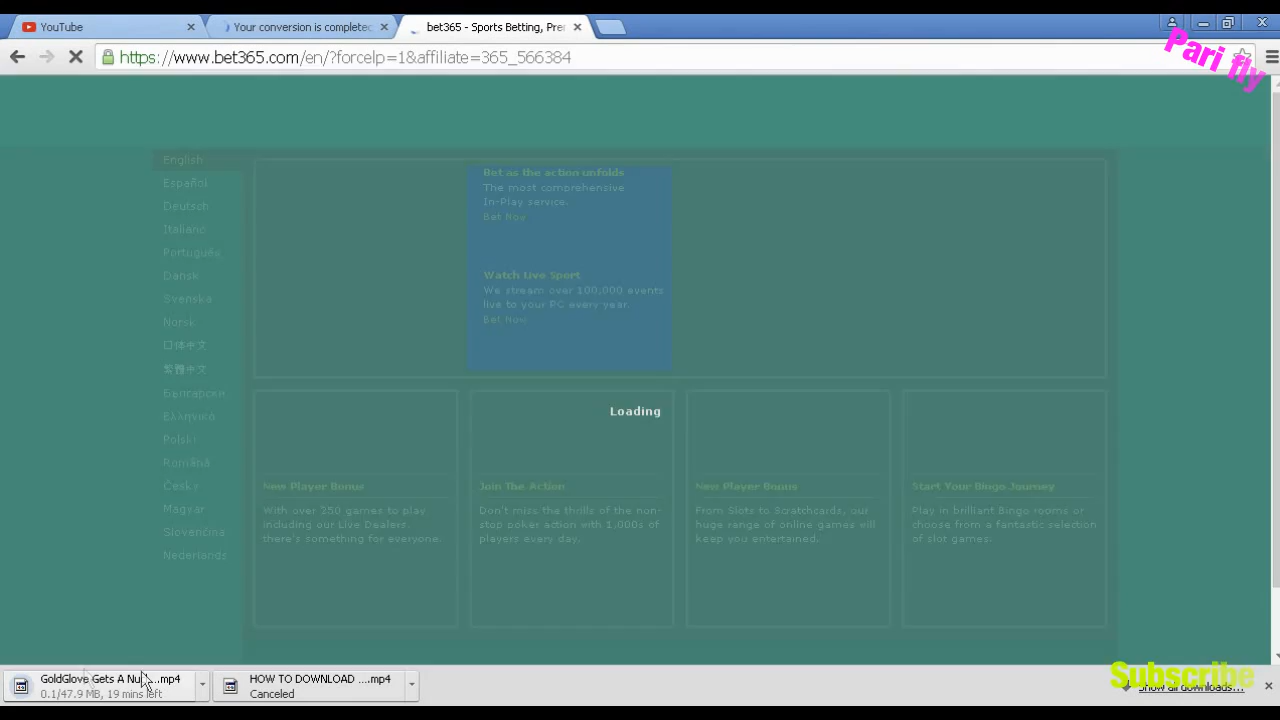 YouTube
Your conversion is completed
bet365 - Sports Betting, Pre
https://www.bet365.com/en/?forcelp=1&affiliate=365_566384
Pari fly
English
Español
Deutsch
Italiano
Português
Dansk
Svenska
Norsk
繁體中文
Български
Ελληνικά
Polski
Română
Česky
Magyar
Slovenčina
Nederlands
Bet as the action unfolds
The most comprehensive
In-Play service.
Bet Now
Watch Live Sport
We stream over 100,000 events
live to your PC every year.
Bet Now
Loading
New Player Bonus
With over 250 games to play
including our Live Dealers.
there's something for everyone.
Join The Action
Don't miss the thrills of the non-
stop poker action with 1,000s of
players every day.
New Player Bonus
From Slots to Scratchcards, our
huge range of online games will
keep you entertained.
Start Your Bingo Journey
Play in brilliant Bingo rooms or
choose from a fantastic selection
of slot games.
GoldGlove Gets A Nu ...mp4
0.1/47.9 MB, 19 mins left
HOW TO DOWNLOAD ....mp4
Canceled
Subscribe
Show all downloads...